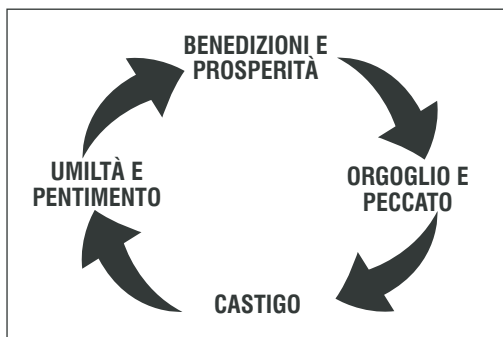 BENEDIZIONI E
PROSPERITÀ
ORGOGLIO E
PECCATO
CASTIGO
UMILTÀ E
PENTIMENTO